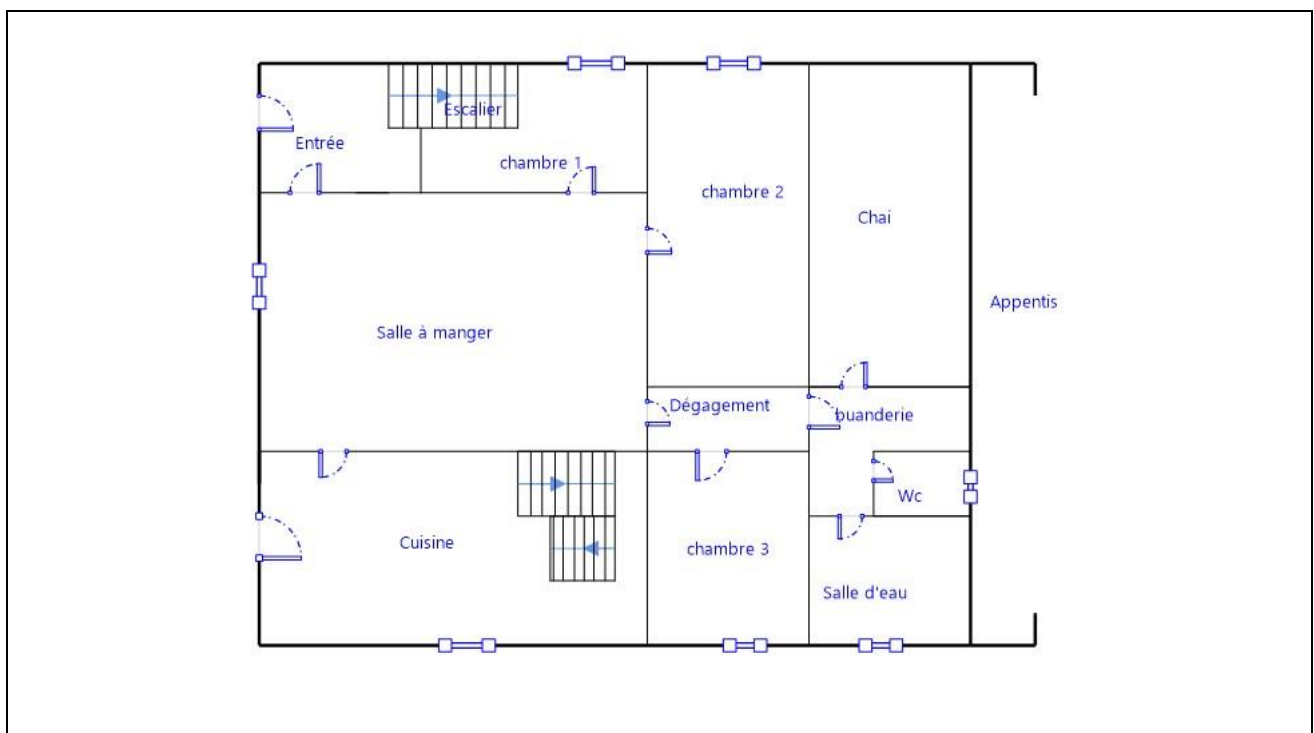 Escalier
Entrée
chambre 1
chambre 2
Chai
Appentis
Salle à manger
Dégagement
buanderie
Wc
Cuisine
chambre 3
Salle d'eau